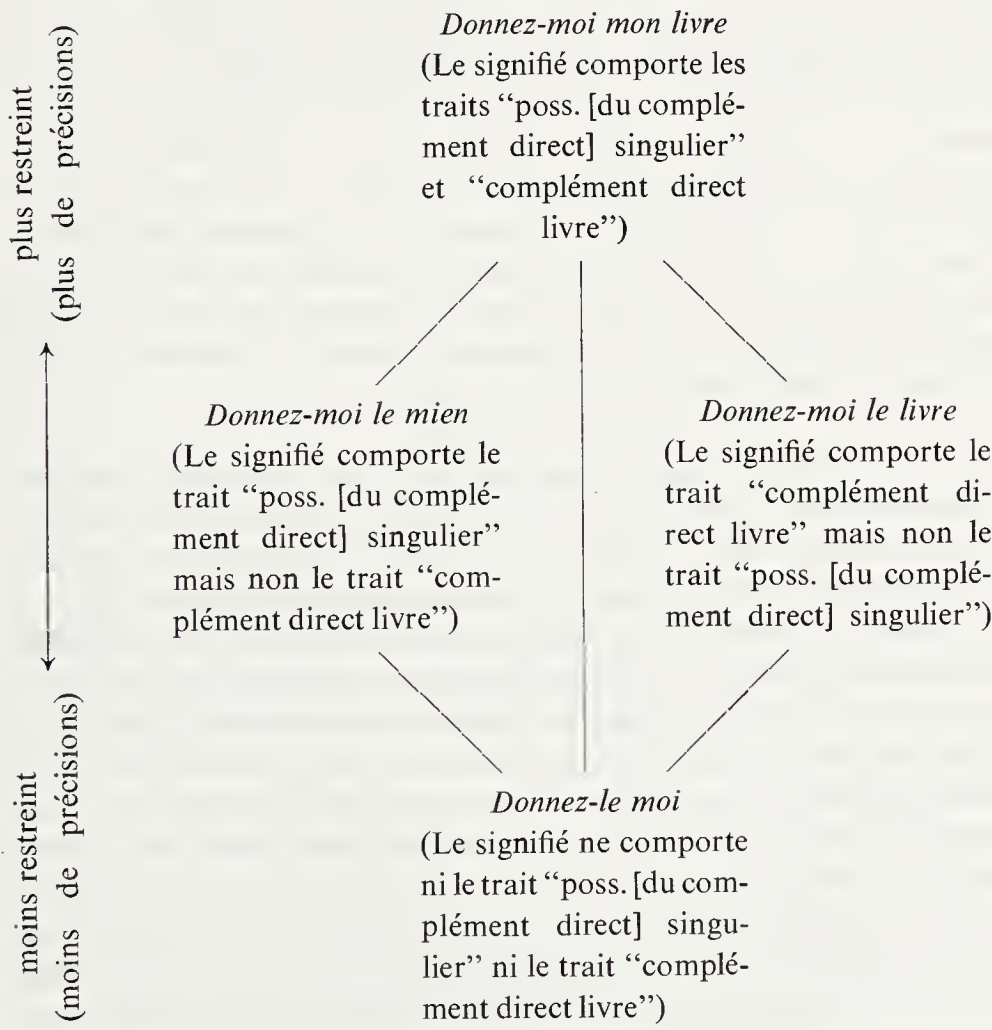 Donnez-moi mon livre
(Le signifié comporte les
traits “poss. [du complé-
ment direct] singulier”
et “complément direct
livre”)
plus restreint
(plus de précisions)
Donnez-moi le mien
(Le signifié comporte le
trait “poss. [du complé-
ment direct] singulier”
mais non le trait “com-
plément direct livre”)
Donnez-moi le livre
(Le signifié comporte le
trait “complément di-
rect livre” mais non le
trait “poss. [du complé-
ment direct] singulier”)
moins restreint
(moins de précisions)
Donnez-le moi
(Le signifié ne comporte
ni le trait “poss. [du com-
plément direct] singu-
lier” ni le trait “complé-
ment direct livre”)